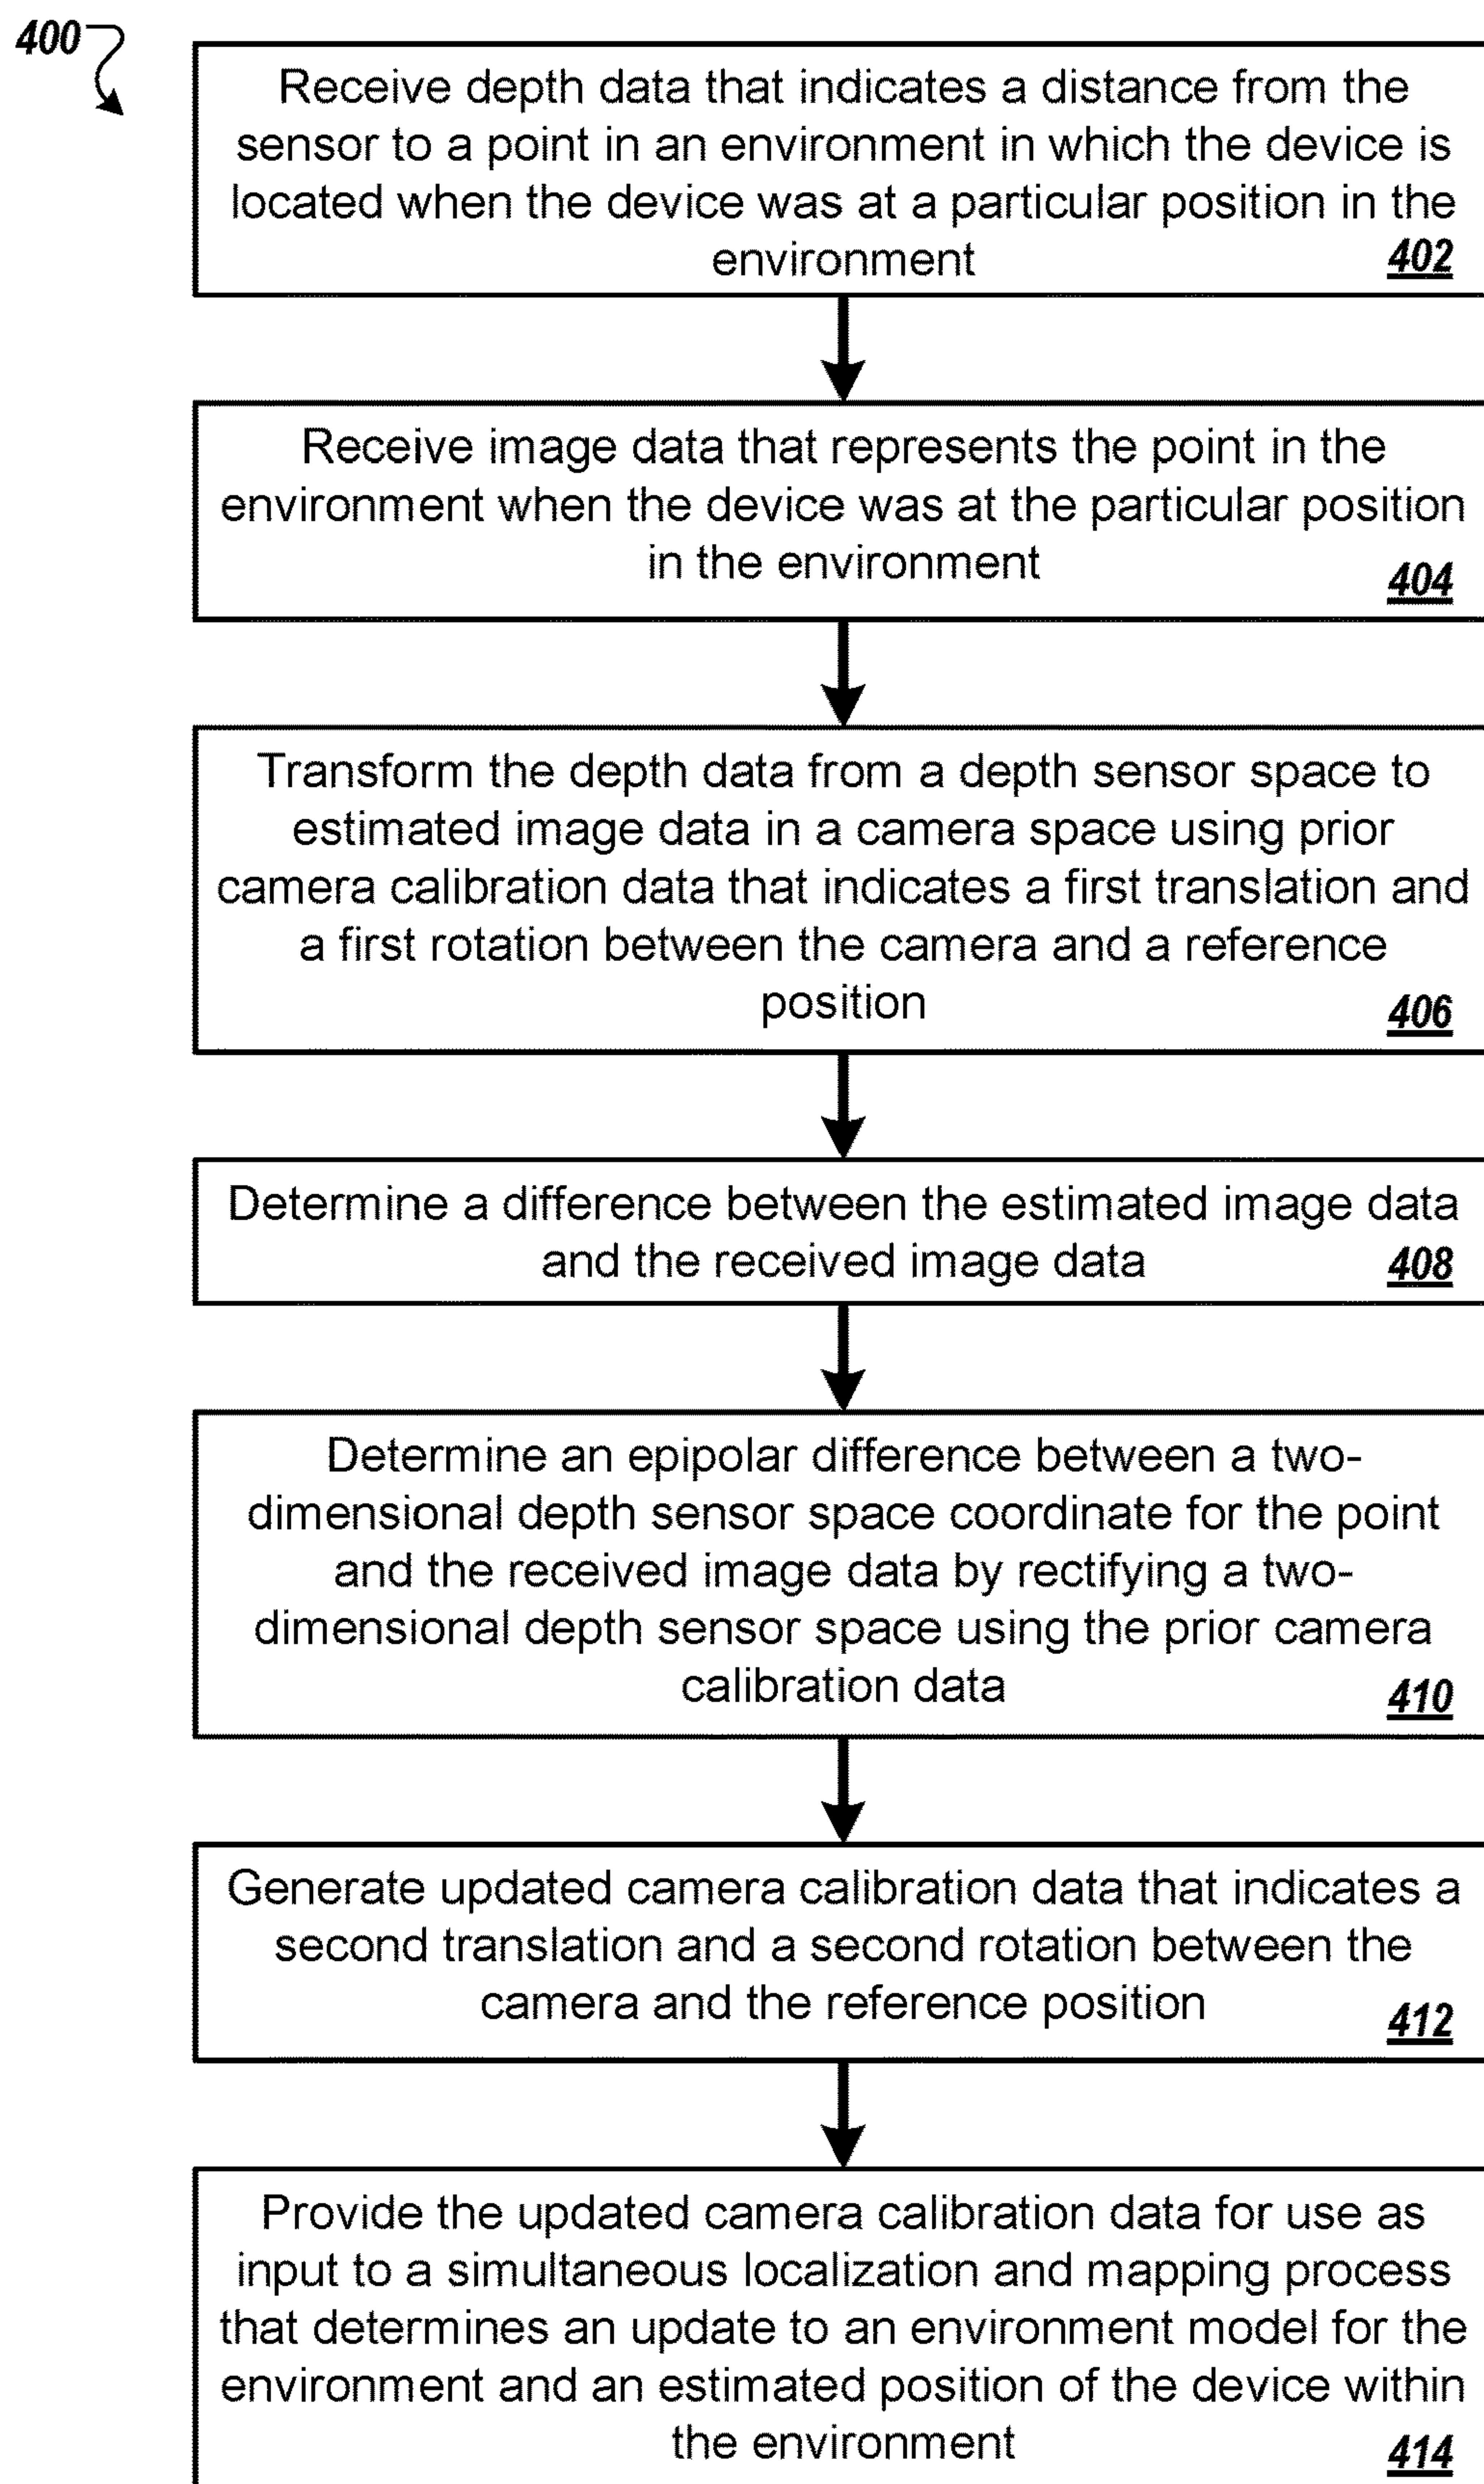 400
Receive depth data that indicates a distance from the
sensor to a point in an environment in which the device is
located when the device was at a particular position in the
environment
402
Receive image data that represents the point in the
environment when the device was at the particular position
in the environment
404
Transform the depth data from a depth sensor space to
estimated image data in a camera space using prior
camera calibration data that indicates a first translation and
a first rotation between the camera and a reference
position
406
Determine a difference between the estimated image data
and the received image data
408
Determine an epipolar difference between a two-
dimensional depth sensor space coordinate for the point
and the received image data by rectifying a two-
dimensional depth sensor space using the prior camera
calibration data
410
Generate updated camera calibration data that indicates a
second translation and a second rotation between the
camera and the reference position
412
Provide the updated camera calibration data for use as
input to a simultaneous localization and mapping process
that determines an update to an environment model for the
environment and an estimated position of the device within
the environment
414